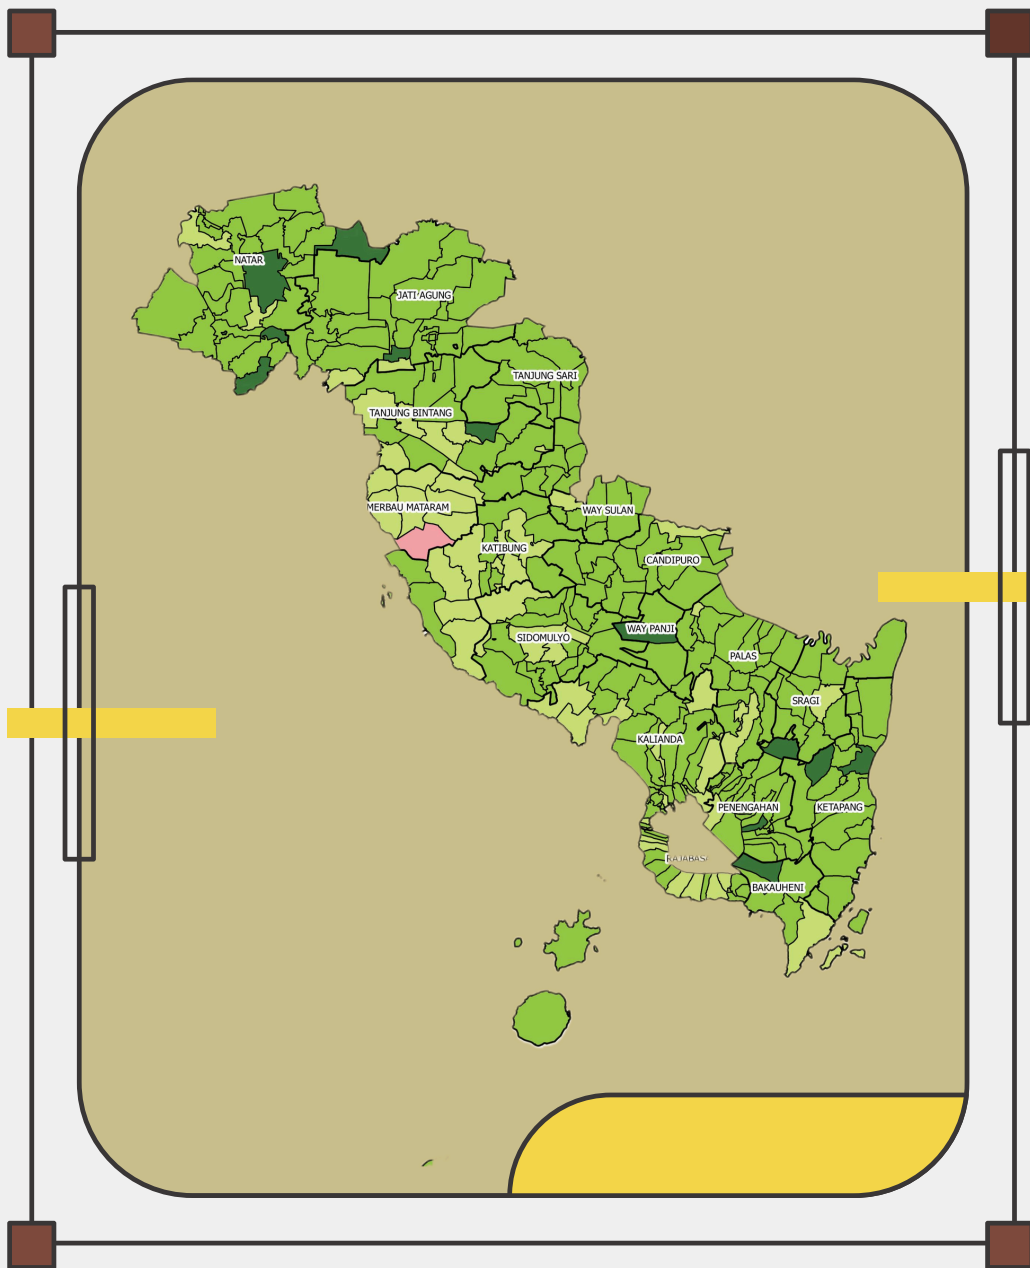 NATAR
JATI AGUNG
TANJUNG SARI
TANJUNG BINTANG
MERBAU MATARAM
WAY SULAN
KATIBUNG
CANDIPURO
WAY PANJI
SIDOMULYO
PALAS
SRAGI
KALIANDA
PENENGAHAN
KETAPANG
RAJABASA
BAKAUHENI